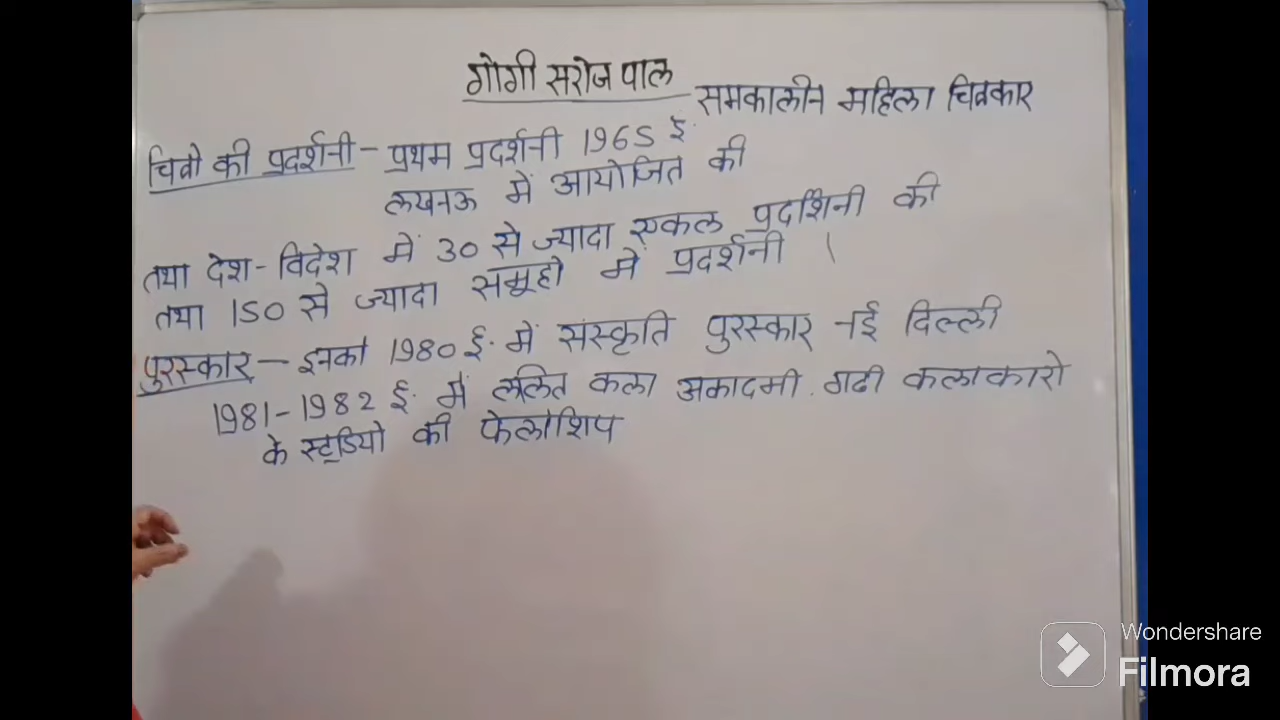 गोगी सरोज पाल
समकालीन महिला चित्रकार
चित्रो की प्रदर्शनी - प्रथम प्रदर्शनी 1965 ई.
लखनऊ में आयोजित की
तथा देश-विदेश में 30 से ज्यादा एकल प्रदर्शिनी की
तथा 150 से ज्यादा समूहो में प्रदर्शनी
पुरस्कार - इनको 1980 ई. में संस्कृति पुरस्कार नई दिल्ली
1981-1982 ई. में ललित कला अकादमी. गढी कलाकारो
के स्टूडियो की फेलोशिप
Wondershare
Filmora